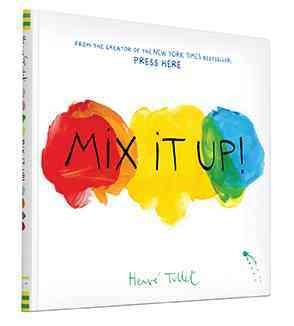 FROM THE CREATOR OF THE NEW YORK TIMES BESTSELLER,
PRESS HERE
MiX iT UP!
Hervé Tullet